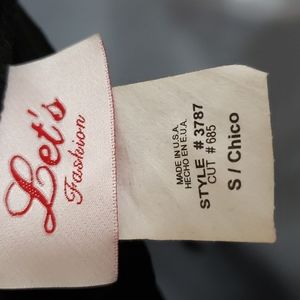 Let's
Fashion
MADE IN U.S.A.
HECHO EN E.U.A.
STYLE # 3787
CUT # 685
S / Chico